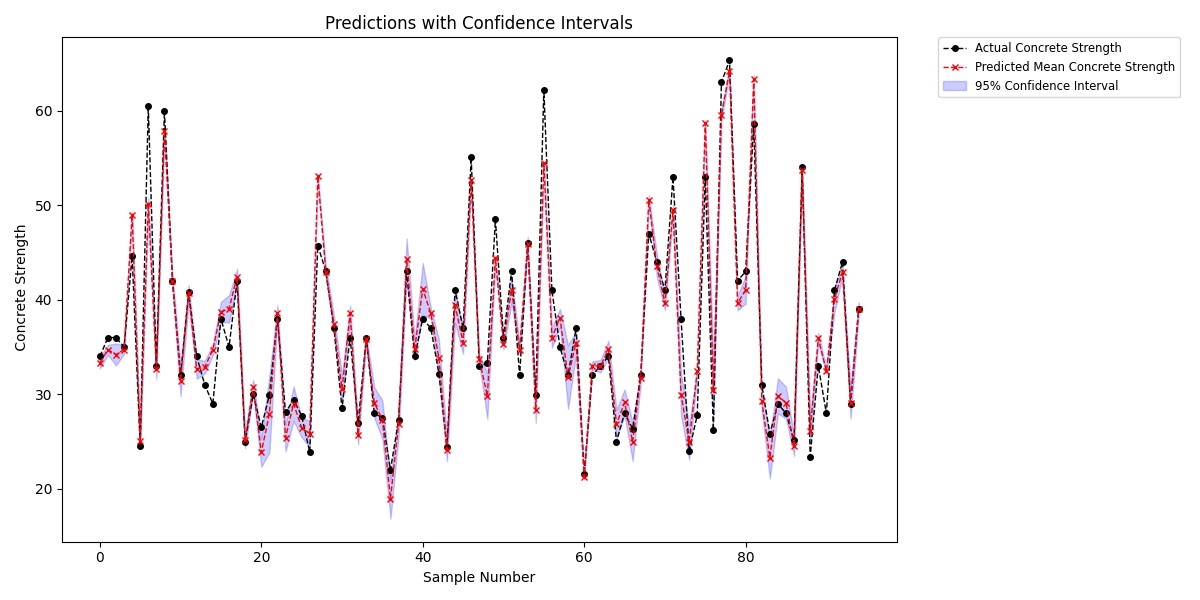 Predictions with Confidence Intervals
Actual Concrete Strength
Predicted Mean Concrete Strength
95% Confidence Interval
Concrete Strength
60
50
40
30
20
0
20
40
60
80
Sample Number